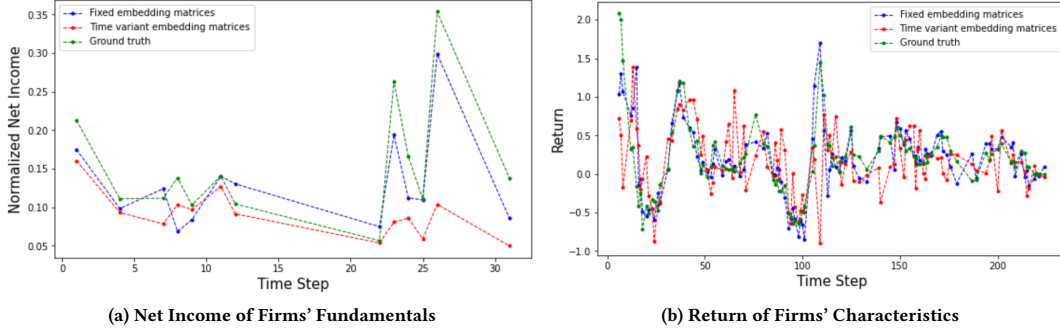 Fixed embedding matrices
Time variant embedding matrices
Ground truth
Normalized Net Income
0.35
0.30
0.25
0.20
0.15
0.10
0.05
0 5 10 15 20 25 30
Time Step
(a) Net Income of Firms' Fundamentals
Fixed embedding matrices
Time variant embedding matrices
Ground truth
Return
2.0
1.5
1.0
0.5
0.0
-0.5
-1.0
0 50 100 150 200
Time Step
(b) Return of Firms' Characteristics